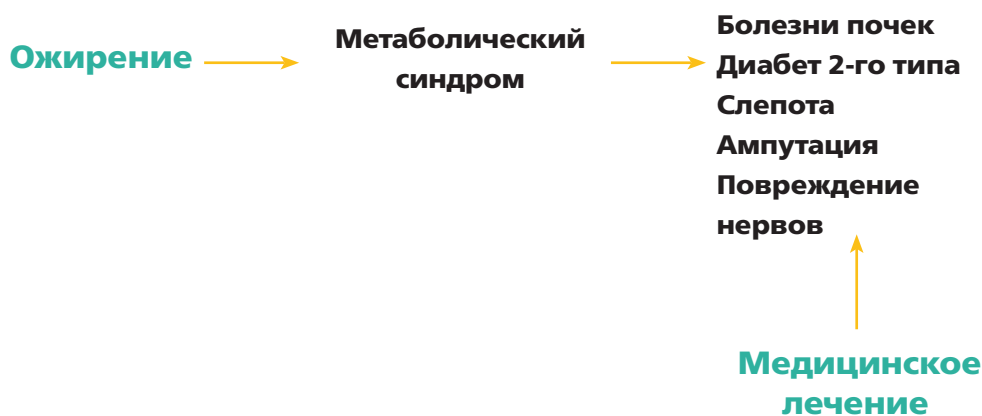 Ожирение
Метаболический
синдром
Болезни почек
Диабет 2-го типа
Слепота
Ампутация
Повреждение
нервов
Медицинское
лечение